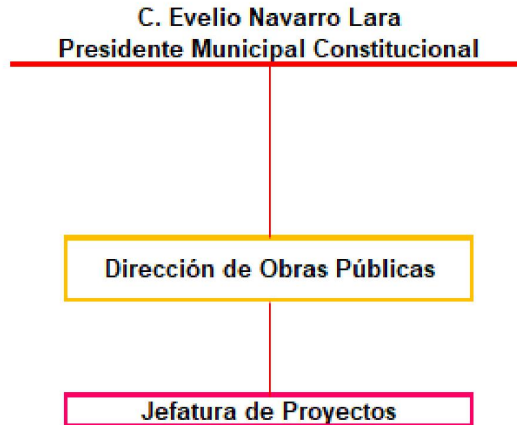 C. Evelio Navarro Lara
Presidente Municipal Constitucional
Dirección de Obras Públicas
Jefatura de Proyectos